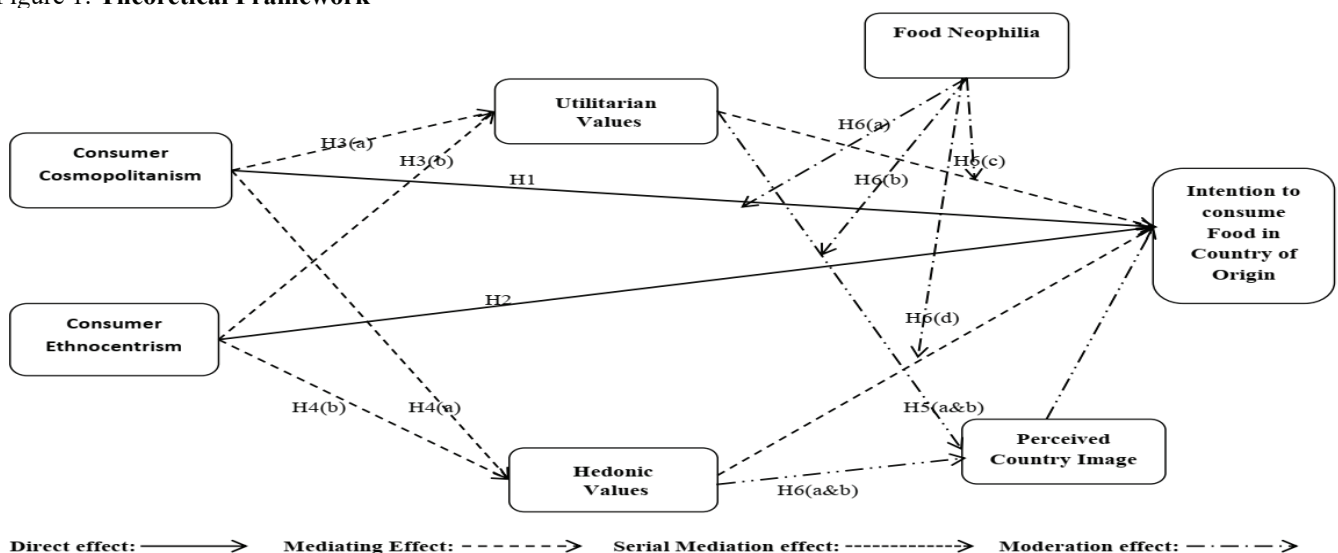 Figure 1: Theoretical Framework
Food Neophilia
Utilitarian
Values
H6(a)
H3(a)
H6(c)
H3(b)
Consumer
Cosmopolitanism
H6(b)
H1
Intention to
consume
Food in
Country of
Origin
H2
H6(d)
Consumer
Ethnocentrism
H4(b)
H4(a)
H5(a&b)
Perceived
Country Image
Hedonic
Values
H6(a&b)
Direct effect:
Mediating Effect:
Serial Mediation effect:
Moderation effect: